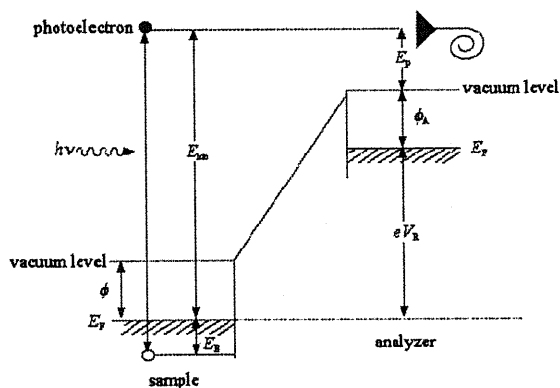 photoelectron
E_p
vacuum level
ϕ_A
hν
E_kin
E_F
eV_R
vacuum level
ϕ
E_F
E_B
analyzer
sample